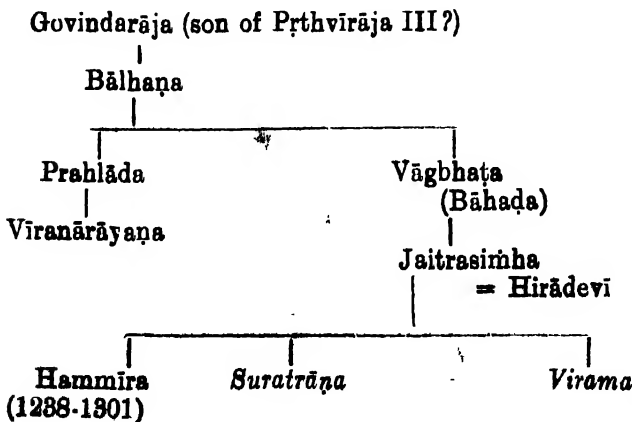 Govindarāja (son of Pṛthvīrāja III?)
Bālhaṇa
Prahlāda Vāgbhaṭa
(Bāhaḍa)
Vīranārāyaṇa
Jaitrasiṁha
= Hirādevī
Hammīra Suratrāṇa Virama
(1288-1301)